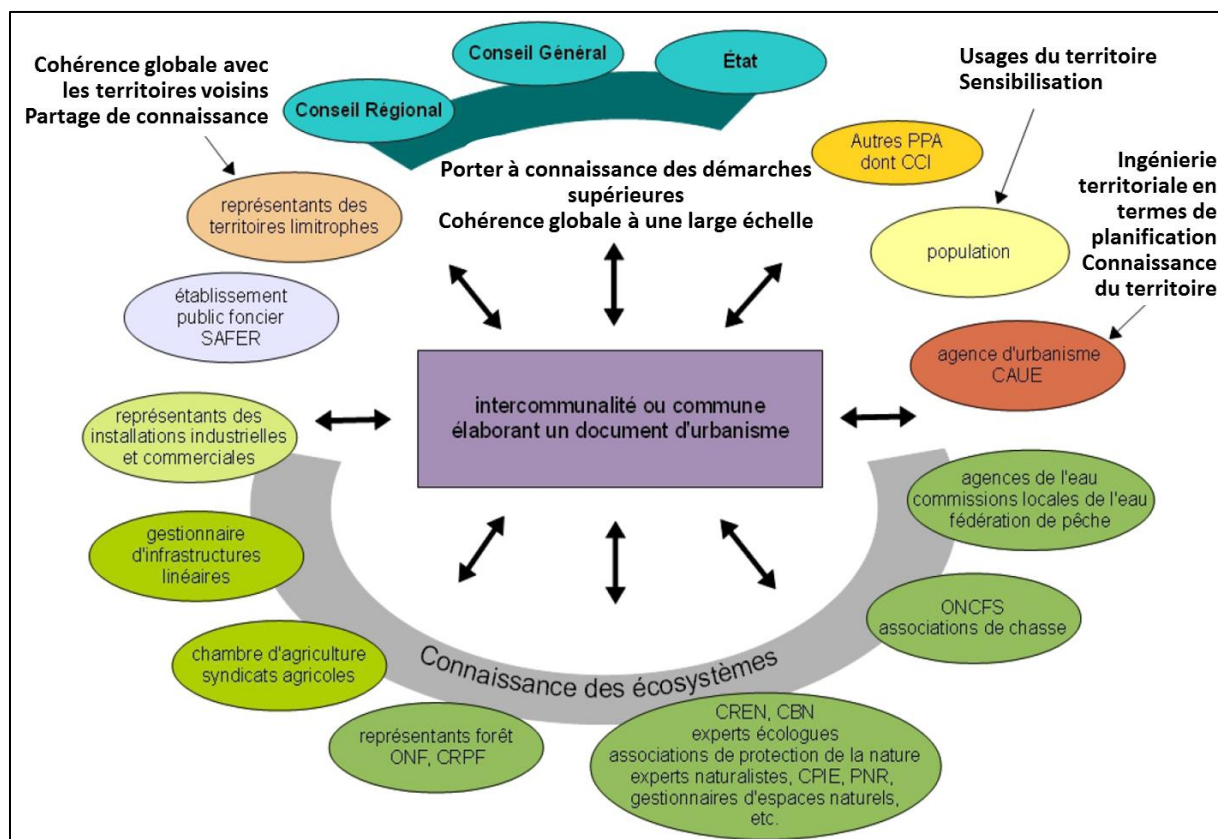 Conseil Général
État
Conseil Régional
Cohérence globale avec
les territoires voisins
Partage de connaissance
Usages du territoire
Sensibilisation
Autres PPA
dont CCI
Ingénierie
territoriale en
termes de
planification
Connaissance
du territoire
Porter à connaissance des démarches
supérieures
Cohérence globale à une large échelle
représentants des
territoires limitrophes
population
établissement
public foncier
SAFER
agence d'urbanisme
CAUE
intercommunalité ou commune
élaborant un document d'urbanisme
représentants des
installations industrielles
et commerciales
agences de l'eau
commissions locales de l'eau
fédération de pêche
gestionnaire
d'infrastructures
linéaires
ONCFS
associations de chasse
chambre d'agriculture
syndicats agricoles
Connaissance des écosystèmes
représentants forêt
ONF, CRPF
CREN, CBN
experts écologues
associations de protection de la nature
experts naturalistes, CPIE, PNR,
gestionnaires d'espaces naturels,
etc.